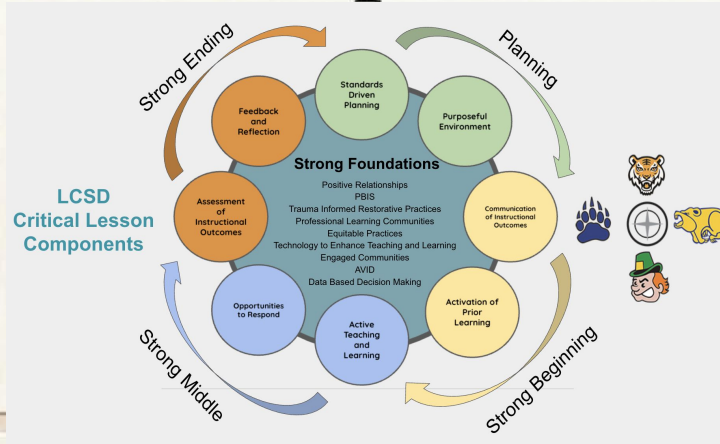 LCSD
Critical Lesson
Components
Planning
Standards
Driven
Planning
Purposeful
Environment
Strong Beginning
Communication
of Instructional
Outcomes
Activation of
Prior
Learning
Strong Middle
Active
Teaching
and
Learning
Opportunities
to Respond
Strong Ending
Assessment
of
Instructional
Outcomes
Feedback
and
Reflection
Strong Foundations
Positive Relationships
PBIS
Trauma Informed Restorative Practices
Professional Learning Communities
Equitable Practices
Technology to Enhance Teaching and Learning
Engaged Communities
AVID
Data Based Decision Making